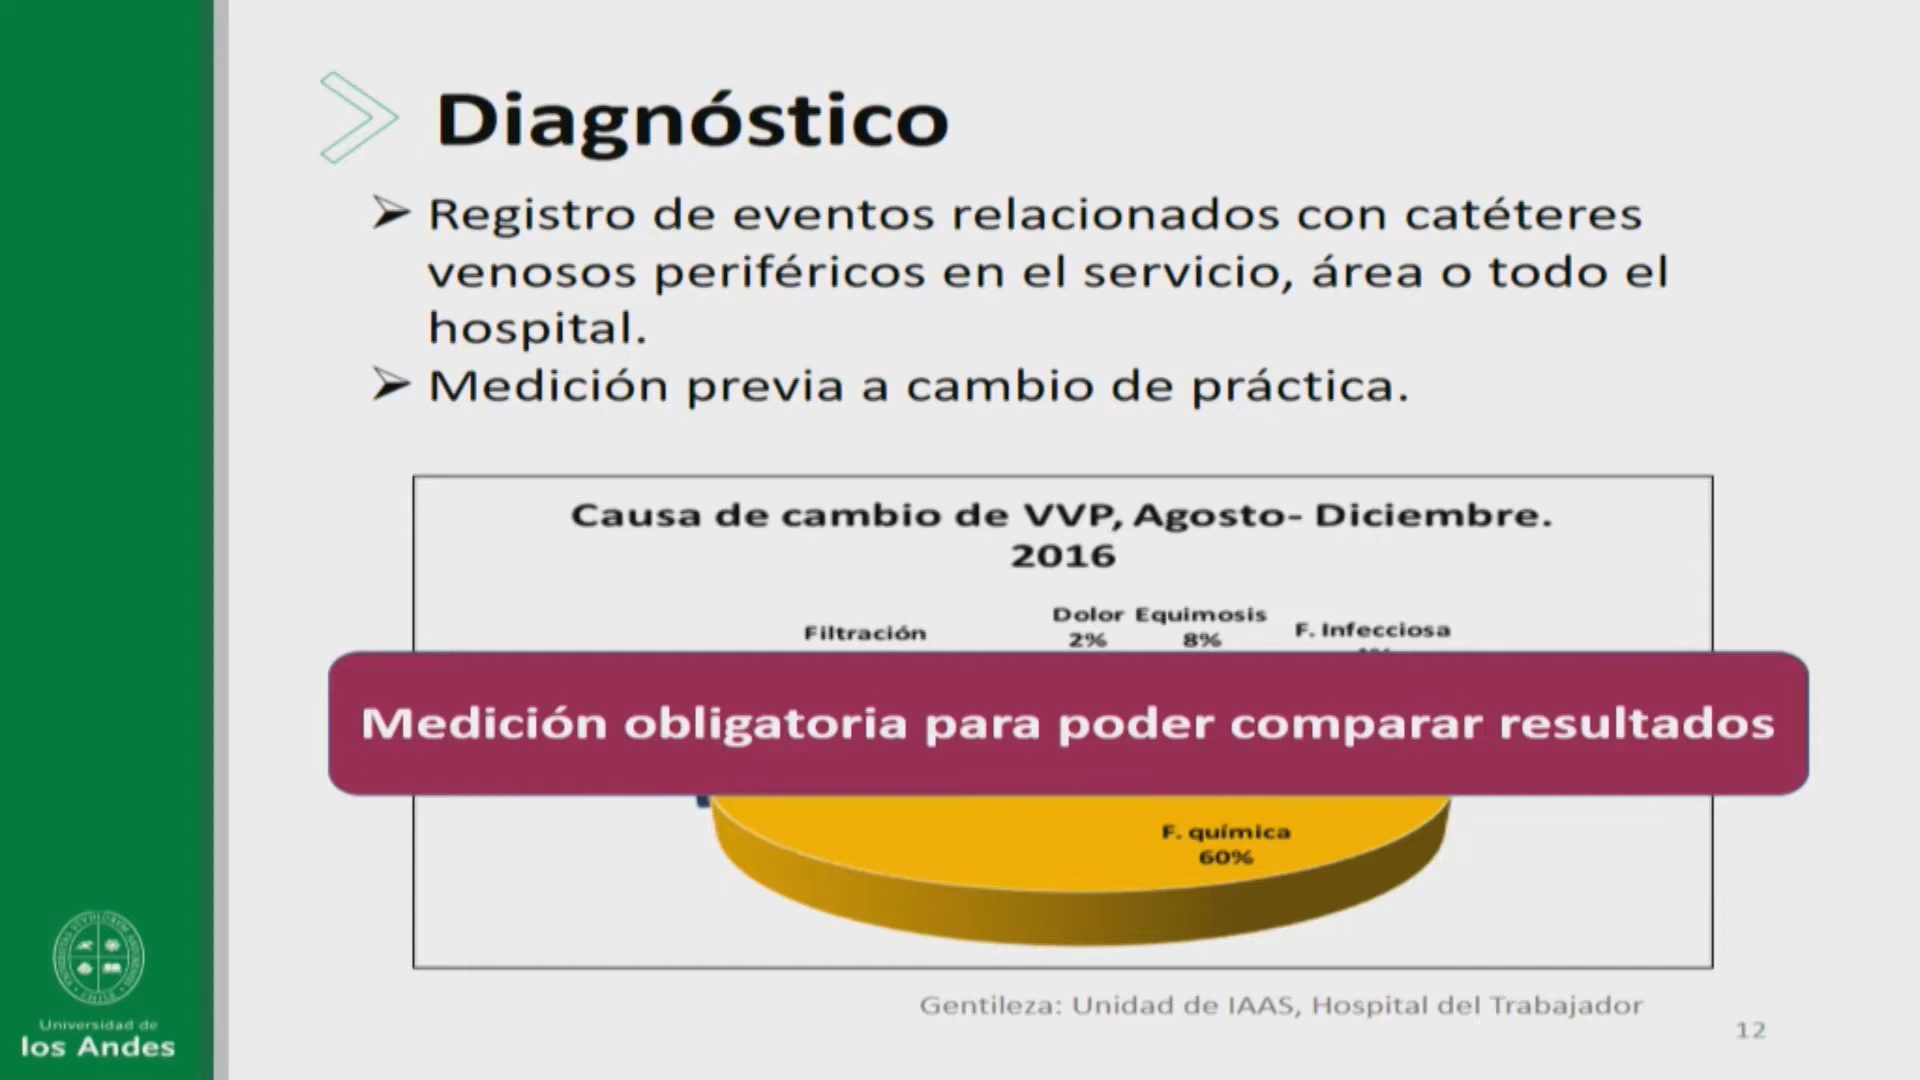 Diagnóstico
Registro de eventos relacionados con catéteres
venosos periféricos en el servicio, área o todo el
hospital.
Medición previa a cambio de práctica.
Causa de cambio de VVP, Agosto- Diciembre.
2016
Filtración
Dolor Equimosis
2% 8%
F. Infecciosa
Medición obligatoria para poder comparar resultados
F. química
60%
Gentileza: Unidad de IAAS, Hospital del Trabajador
12
Universidad de
los Andes